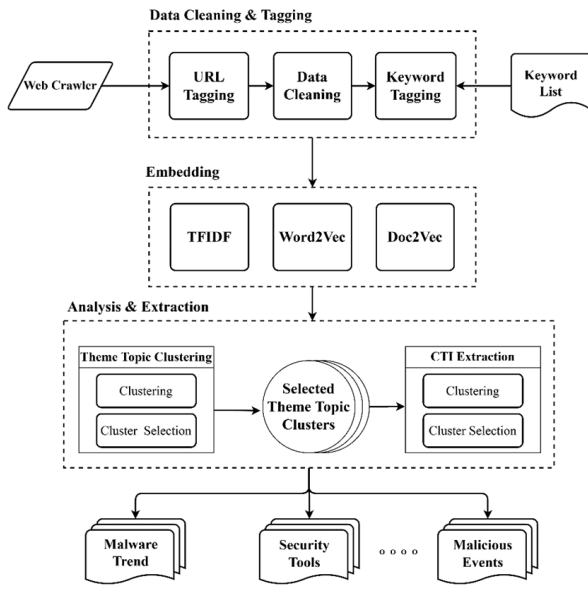 Data Cleaning & Tagging
Web Crawler
URL
Tagging
Data
Cleaning
Keyword
Tagging
Keyword
List
Embedding
TFIDF
Word2Vec
Doc2Vec
Analysis & Extraction
Theme Topic Clustering
Clustering
Cluster Selection
Selected
Theme Topic
Clusters
CTI Extraction
Clustering
Cluster Selection
Malware
Trend
Security
Tools
Malicious
Events